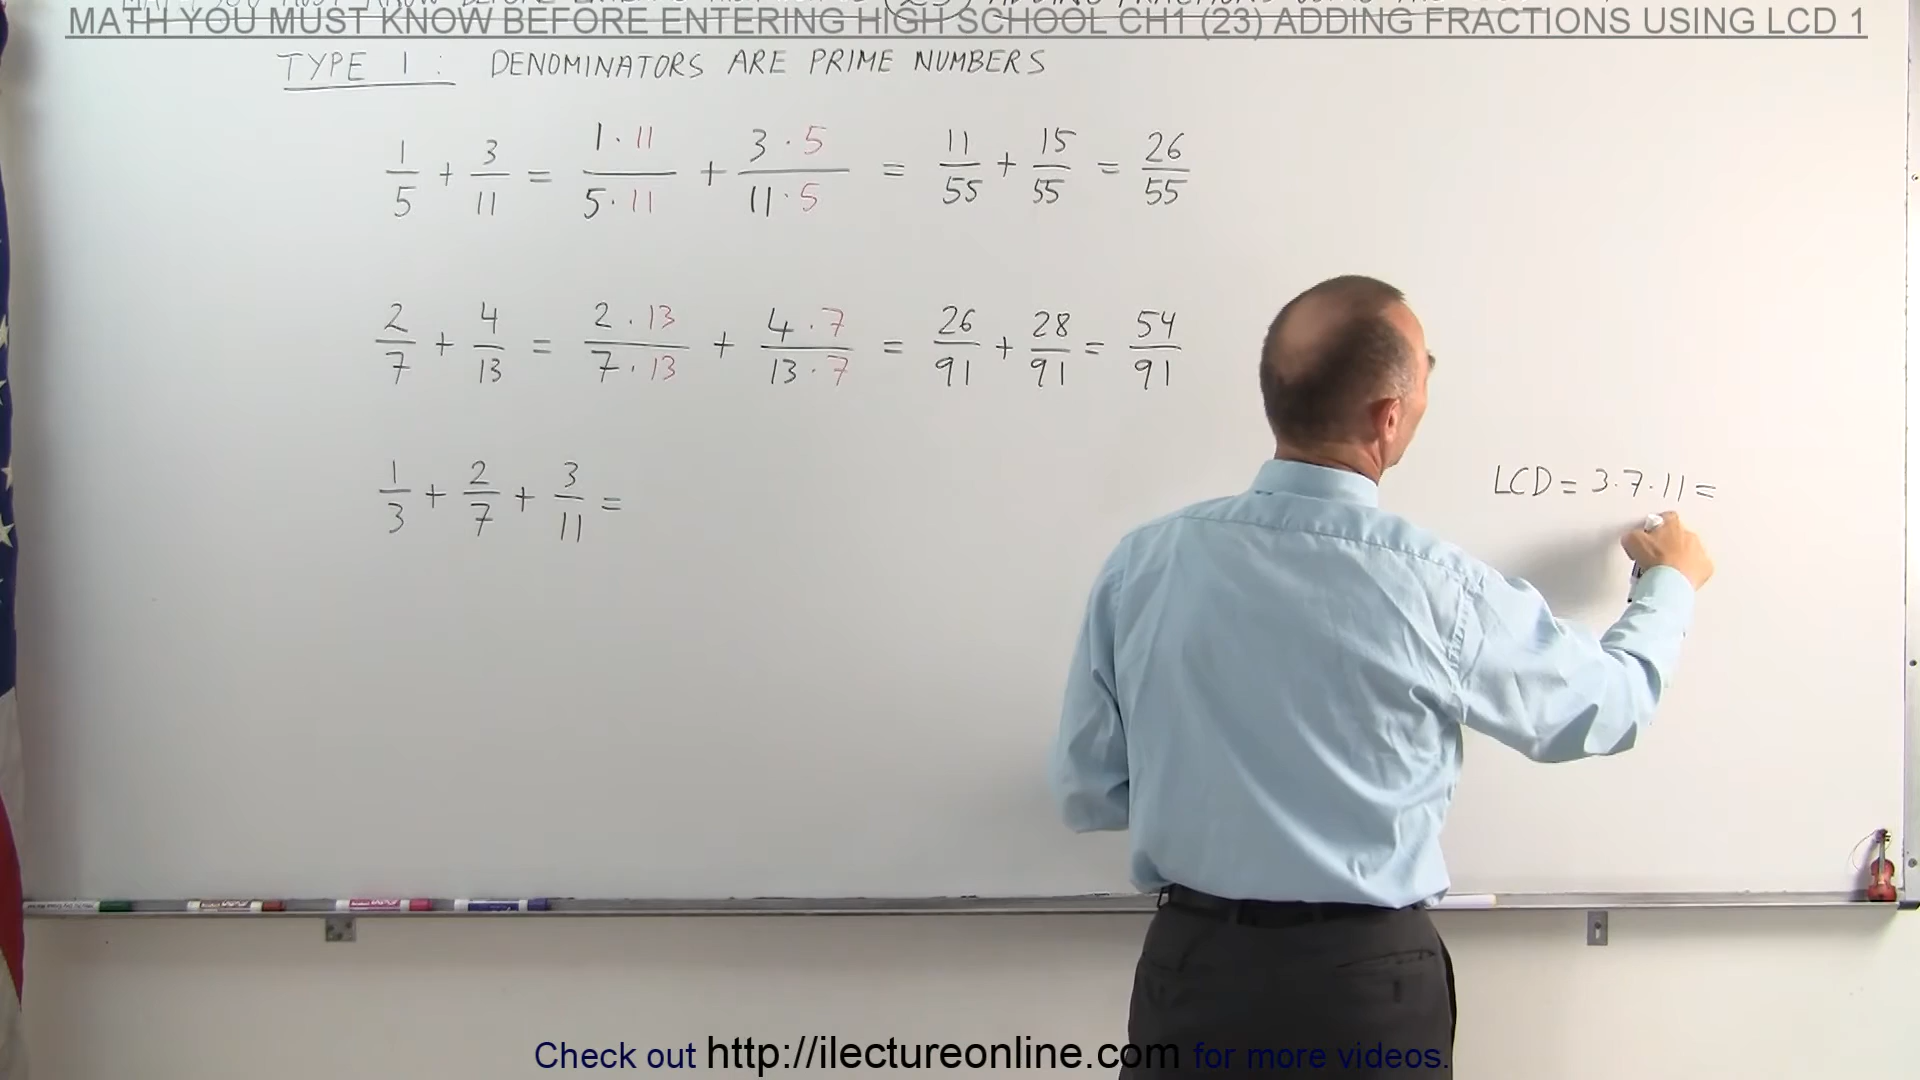 MATH YOU MUST KNOW BEFORE ENTERING HIGH SCHOOL CH1 (23) ADDING FRACTIONS USING LCD 1
TYPE 1 : DENOMINATORS ARE PRIME NUMBERS
1/5 + 3/11 = 1·11/5·11 + 3·5/11·5 = 11/55 + 15/55 = 26/55
2/7 + 4/13 = 2·13/7·13 + 4·7/13·7 = 26/91 + 28/91 = 54/91
1/3 + 2/7 + 3/11 =
LCD = 3·7·11 =
Check out http://ilectureonline.com for more videos.